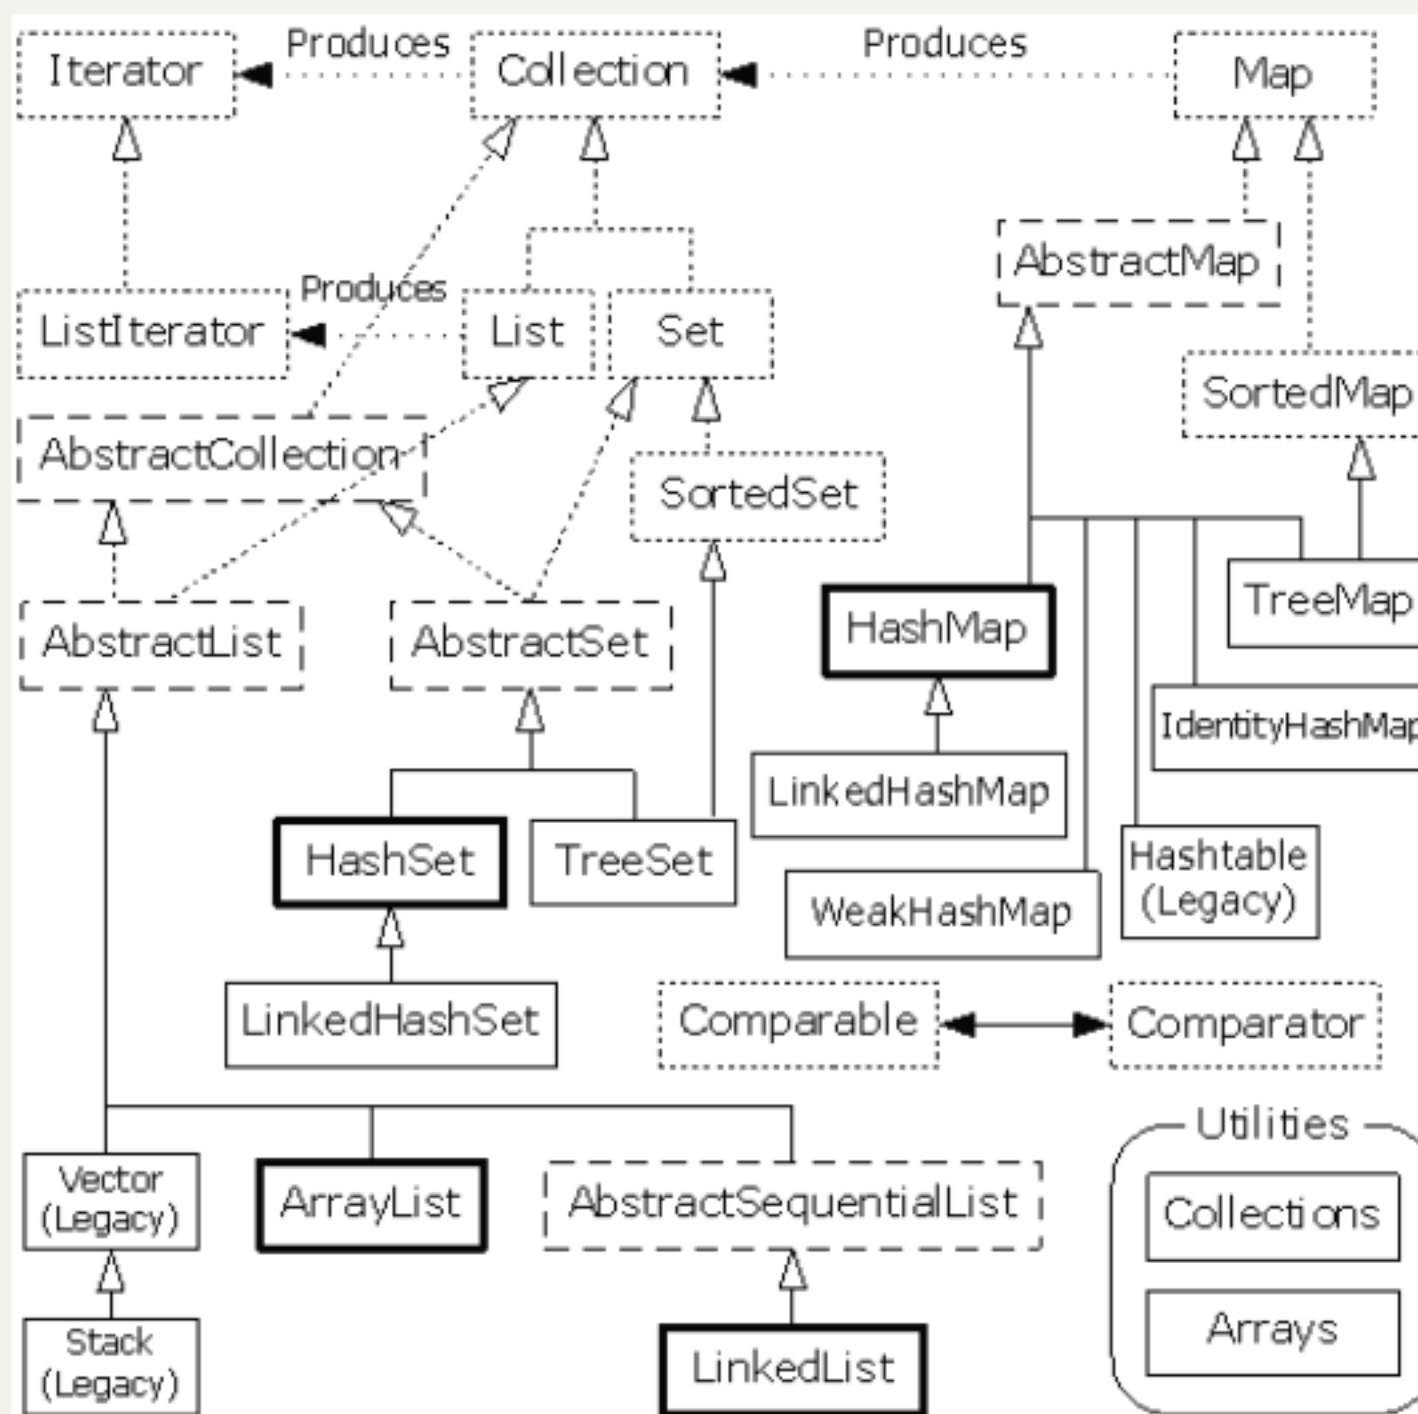 Produces
Produces
Iterator
Collection
Map
AbstractMap
Produces
ListIterator
List
Set
SortedMap
AbstractCollection
SortedSet
TreeMap
AbstractList
AbstractSet
HashMap
IdentityHashMap
LinkedHashMap
HashSet
TreeSet
Hashtable
(Legacy)
WeakHashMap
LinkedHashSet
Comparable
Comparator
Utilities
Vector
(Legacy)
ArrayList
AbstractSequentialList
Collections
Arrays
Stack
(Legacy)
LinkedList